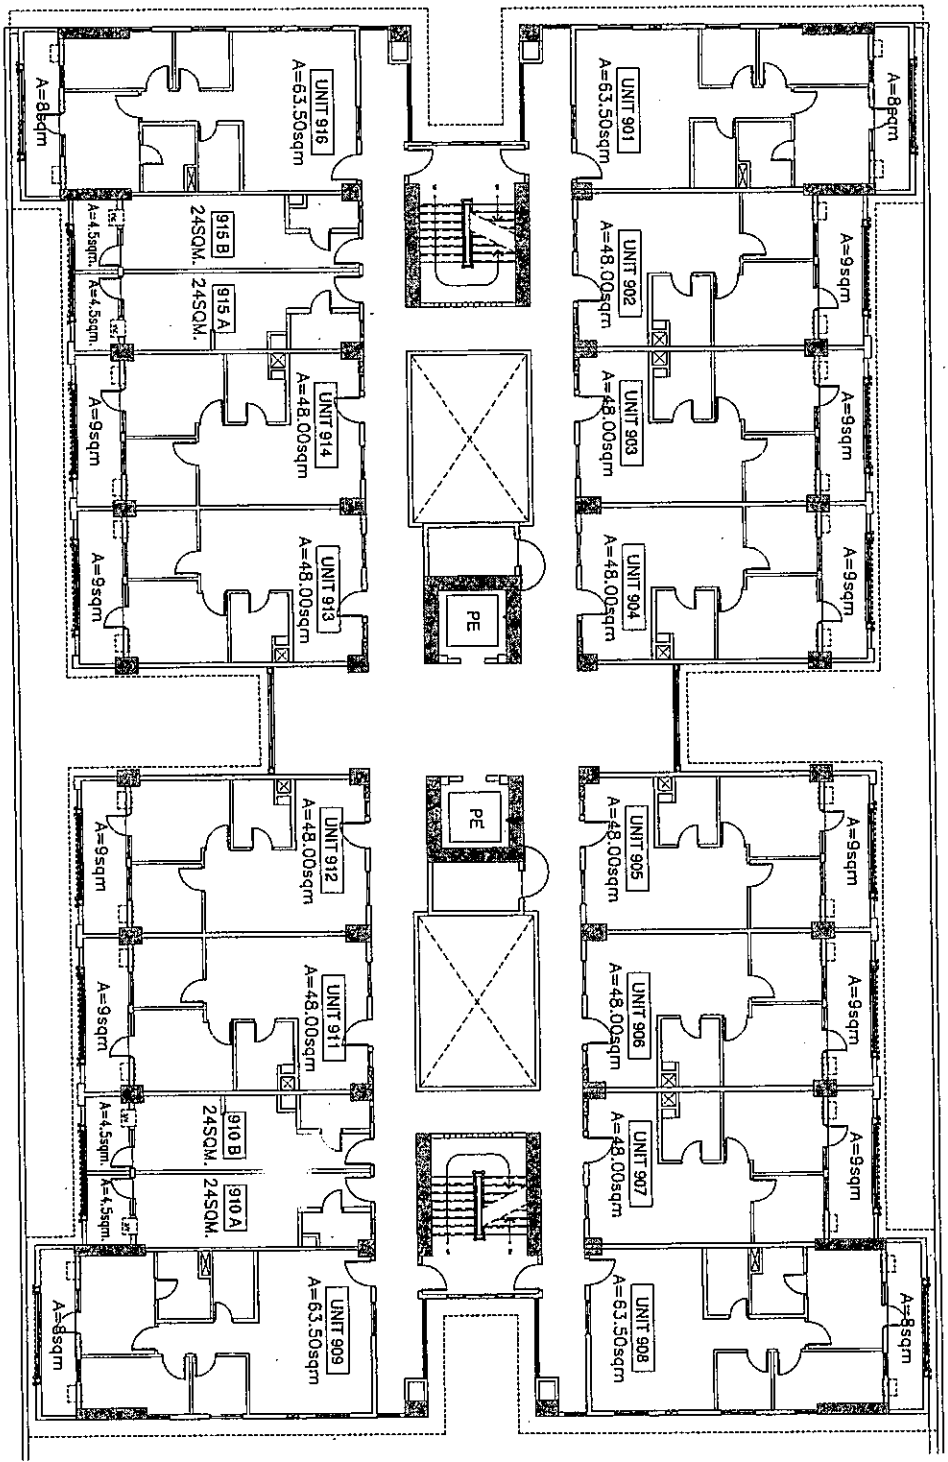 UNIT 916
A=63.50sqm
A=8sqm
UNIT 901
A=63.50sqm
A=8sqm
915 B
24SQM.
A=4.5sqm.
915 A
24SQM.
A=4.5sqm.
UNIT 902
A=48.00sqm
A=9sqm
UNIT 914
A=48.00sqm
A=9sqm
UNIT 903
A=48.00sqm
A=9sqm
UNIT 913
A=48.00sqm
A=9sqm
PE
UNIT 904
A=48.00sqm
A=9sqm
UNIT 912
A=48.00sqm
A=9sqm
PE
UNIT 905
A=48.00sqm
A=9sqm
UNIT 911
A=48.00sqm
A=9sqm
UNIT 906
A=48.00sqm
A=9sqm
910 B
24SQM.
A=4.5sqm.
910 A
24SQM.
A=4.5sqm.
UNIT 907
A=48.00sqm
A=9sqm
UNIT 909
A=63.50sqm
A=8sqm
UNIT 908
A=63.50sqm
A=8sqm